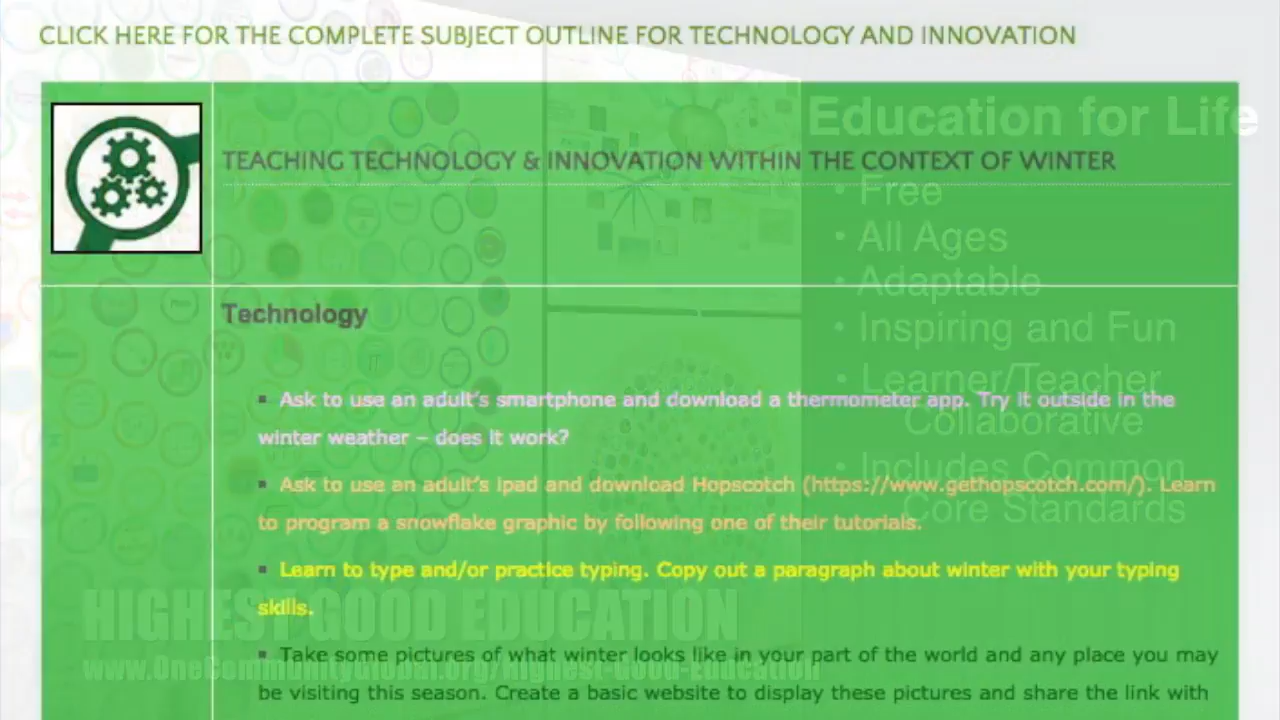 CLICK HERE FOR THE COMPLETE SUBJECT OUTLINE FOR TECHNOLOGY AND INNOVATION
Education for Life
TEACHING TECHNOLOGY & INNOVATION WITHIN THE CONTEXT OF WINTER
• Free
• All Ages
• Adaptable
Technology
• Inspiring and Fun
• Learner/Teacher
Collaborative
▪ Ask to use an adult's smartphone and download a thermometer app. Try it outside in the
winter weather – does it work?
• Includes Common
Core Standards
▪ Ask to use an adult's ipad and download Hopscotch (https://www.gethopscotch.com/). Learn
to program a snowflake graphic by following one of their tutorials.
▪ Learn to type and/or practice typing. Copy out a paragraph about winter with your typing
skills.
HIGHEST GOOD EDUCATION
www.OneCommunityGlobal.org/Highest-Good-Education
▪ Take some pictures of what winter looks like in your part of the world and any place you may
be visiting this season. Create a basic website to display these pictures and share the link with